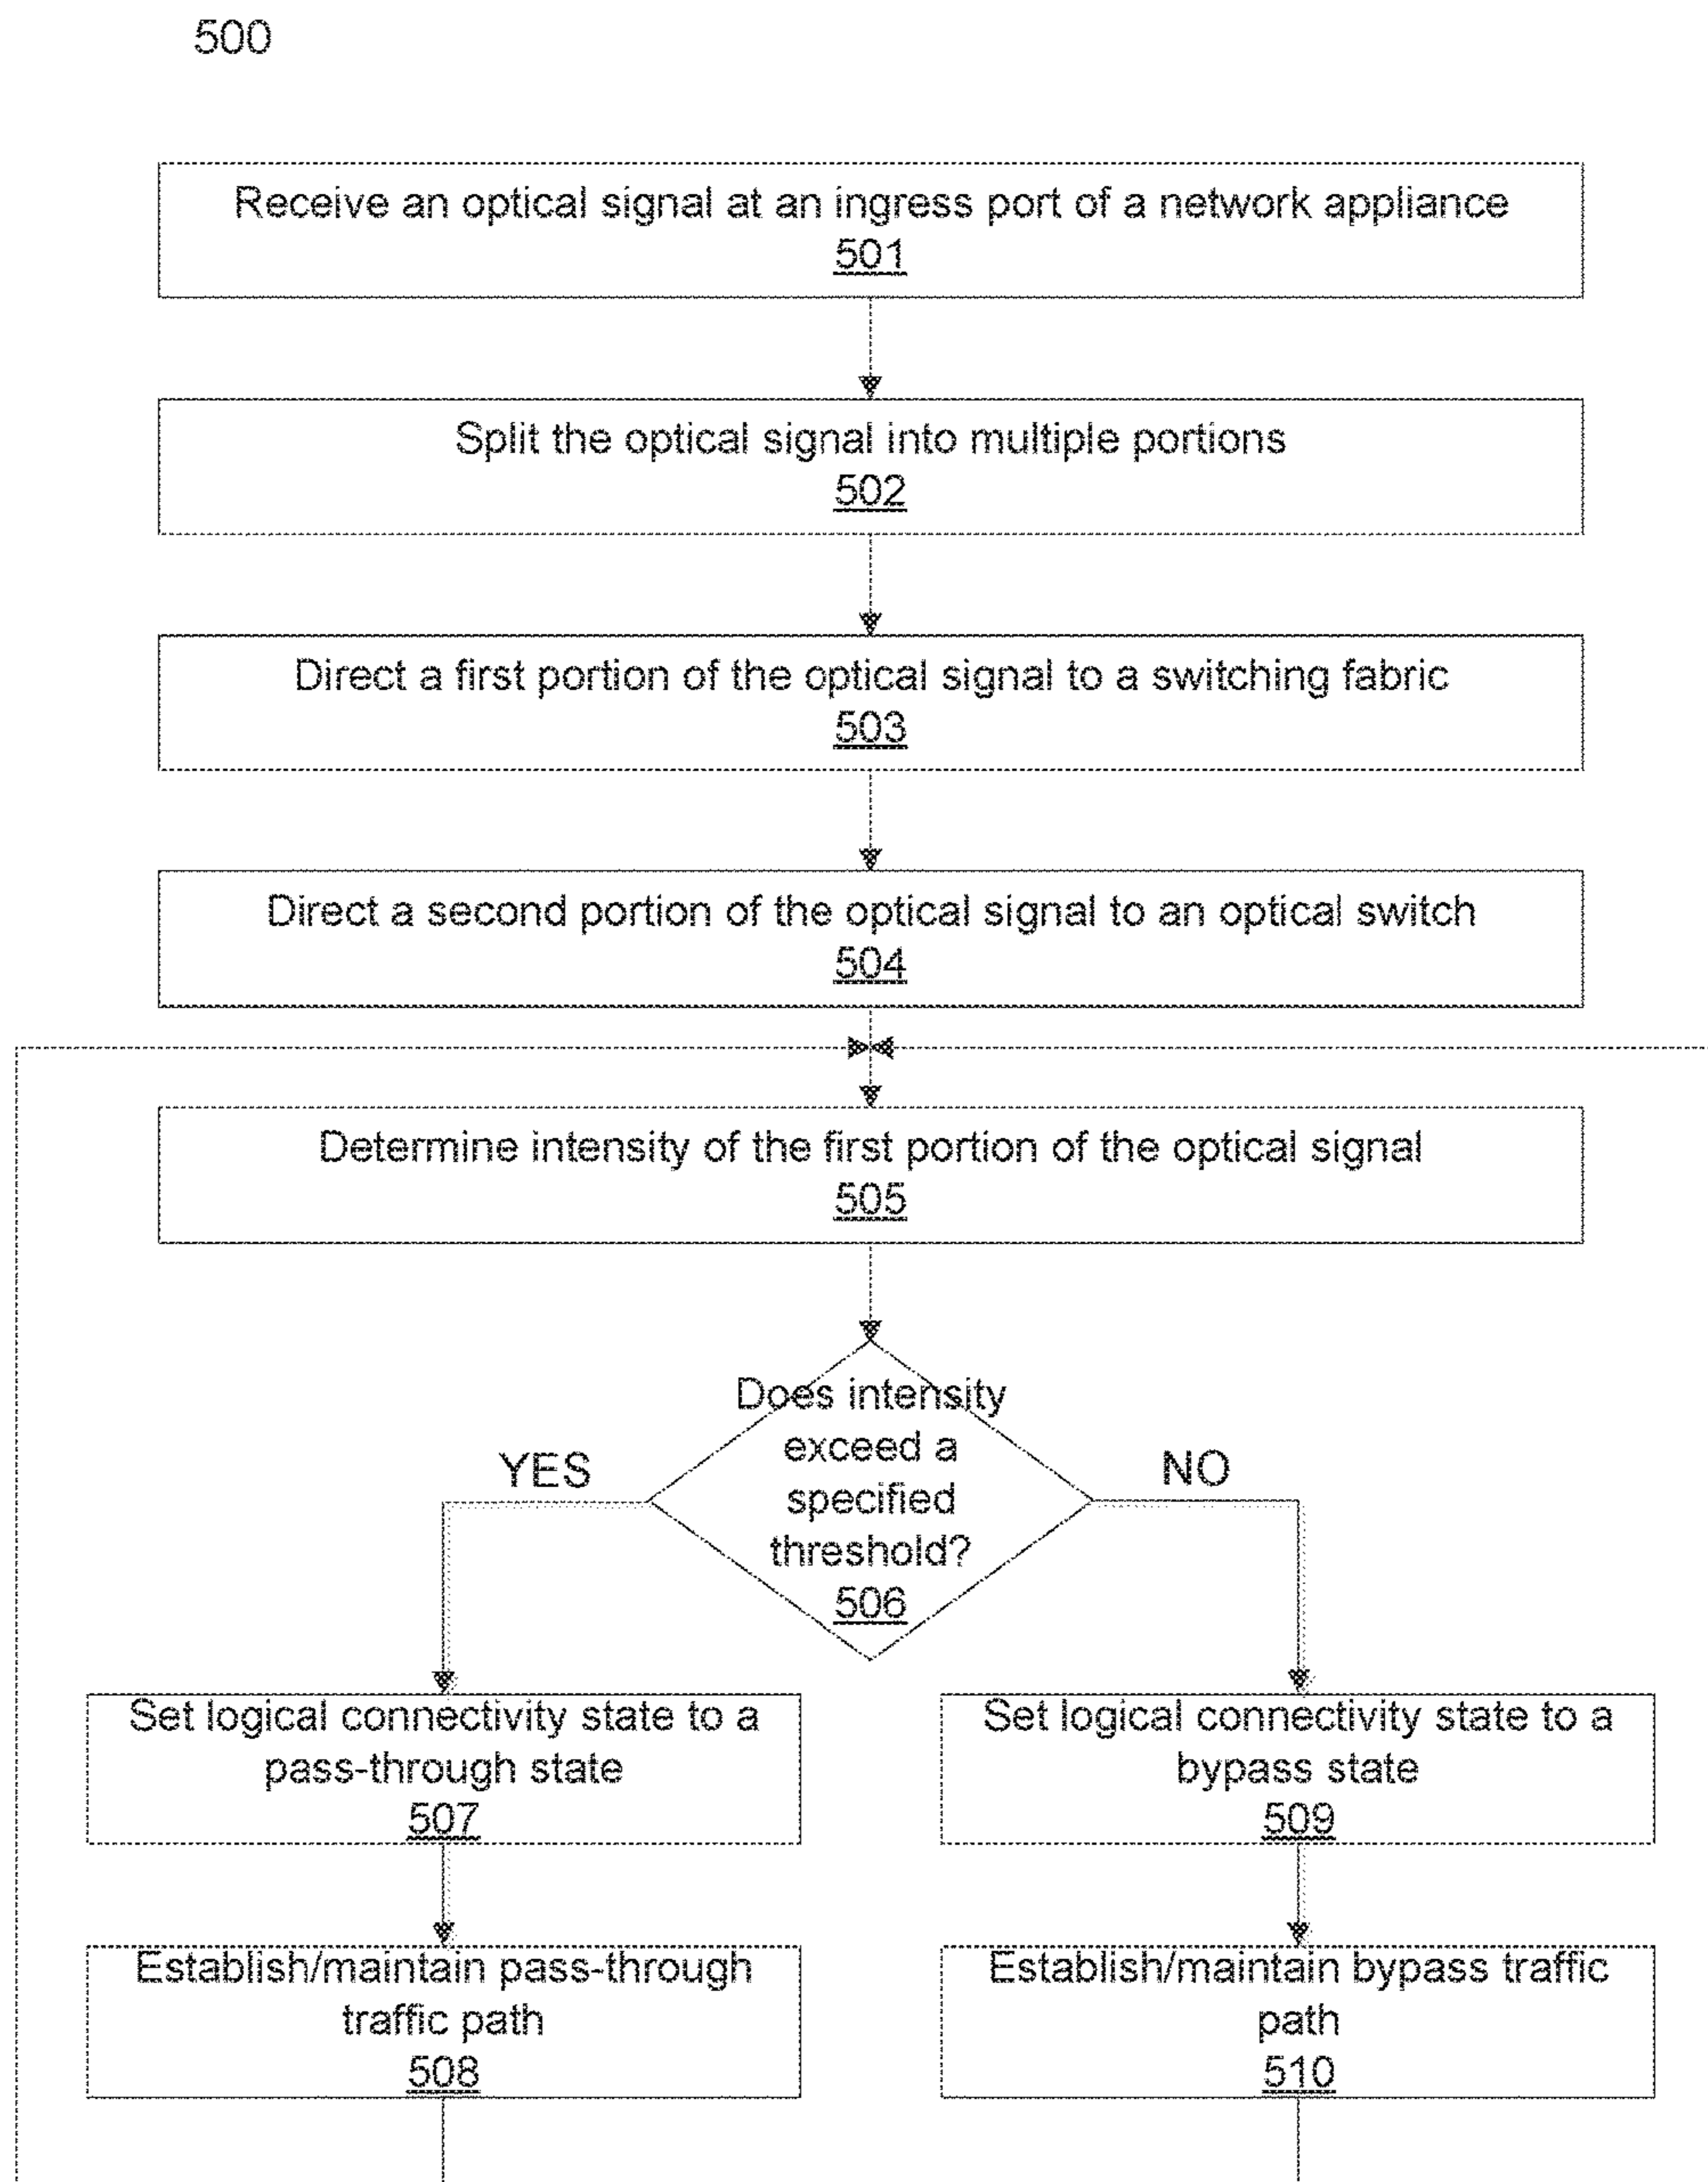 500
Receive an optical signal at an ingress port of a network appliance
501
Split the optical signal into multiple portions
502
Direct a first portion of the optical signal to a switching fabric
503
Direct a second portion of the optical signal to an optical switch
504
Determine intensity of the first portion of the optical signal
505
Does intensity
exceed a
specified
threshold?
506
YES
NO
Set logical connectivity state to a
pass-through state
507
Set logical connectivity state to a
bypass state
509
Establish/maintain pass-through
traffic path
508
Establish/maintain bypass traffic
path
510